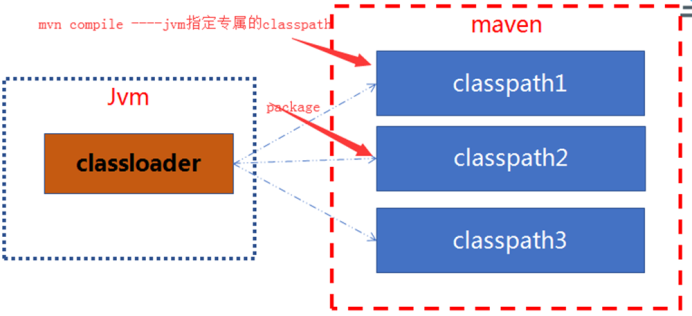 mvn compile ----jvm指定专属的classpath
maven
Jvm
classpath1
package
classloader
classpath2
classpath3